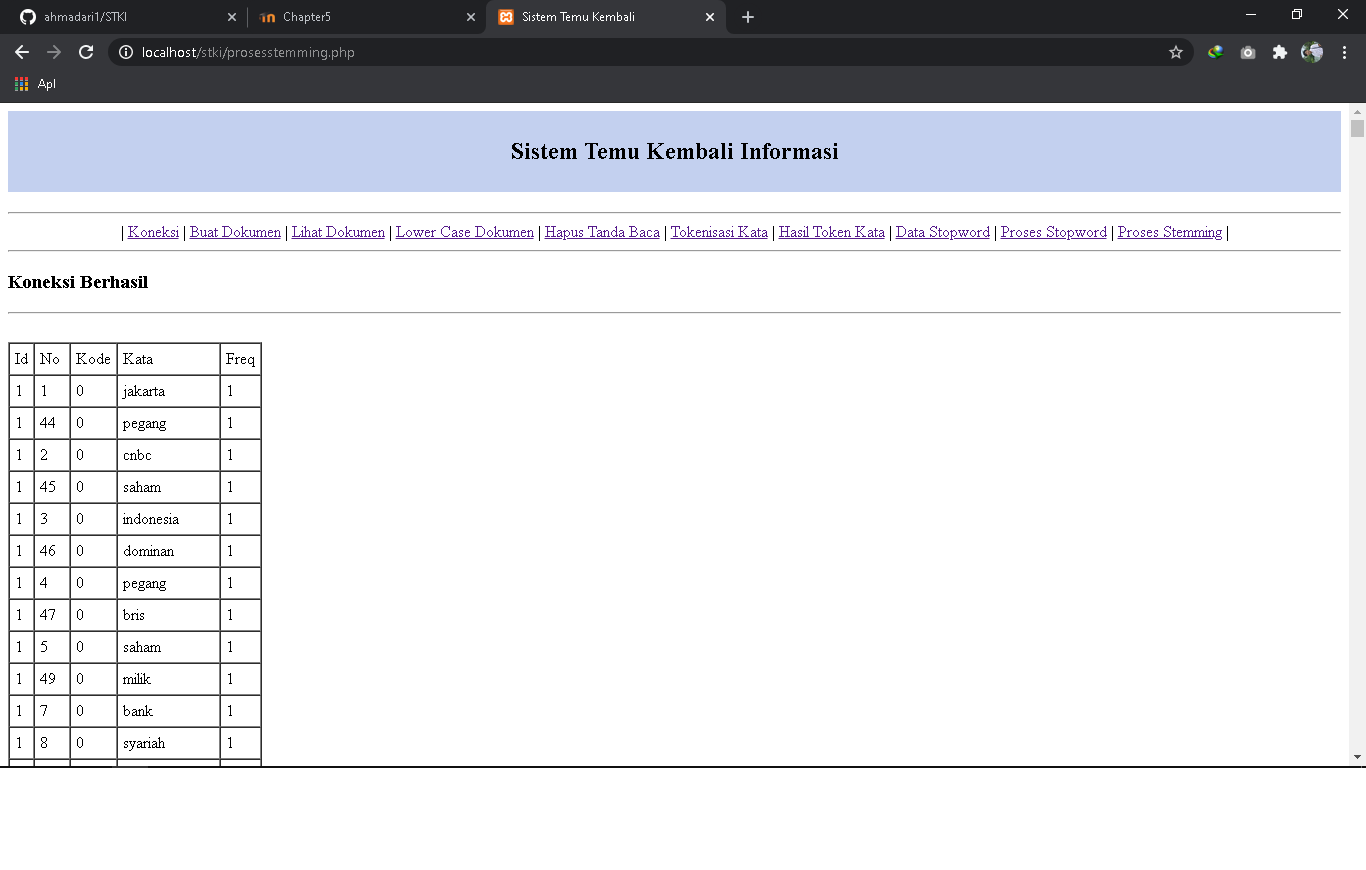 ahmadari1/STKI Chapter5 Sistem Temu Kembali
localhost/stki/prosesstemming.php
Apl
Sistem Temu Kembali Informasi
| Koneksi | Buat Dokumen | Lihat Dokumen | Lower Case Dokumen | Hapus Tanda Baca | Tokenisasi Kata | Hasil Token Kata | Data Stopword | Proses Stopword | Proses Stemming |
Koneksi Berhasil
Id No Kode Kata Freq
1 1 0 jakarta 1
1 44 0 pegang 1
1 2 0 cnbc 1
1 45 0 saham 1
1 3 0 indonesia 1
1 46 0 dominan 1
1 4 0 pegang 1
1 47 0 bris 1
1 5 0 saham 1
1 49 0 milik 1
1 7 0 bank 1
1 8 0 syariah 1